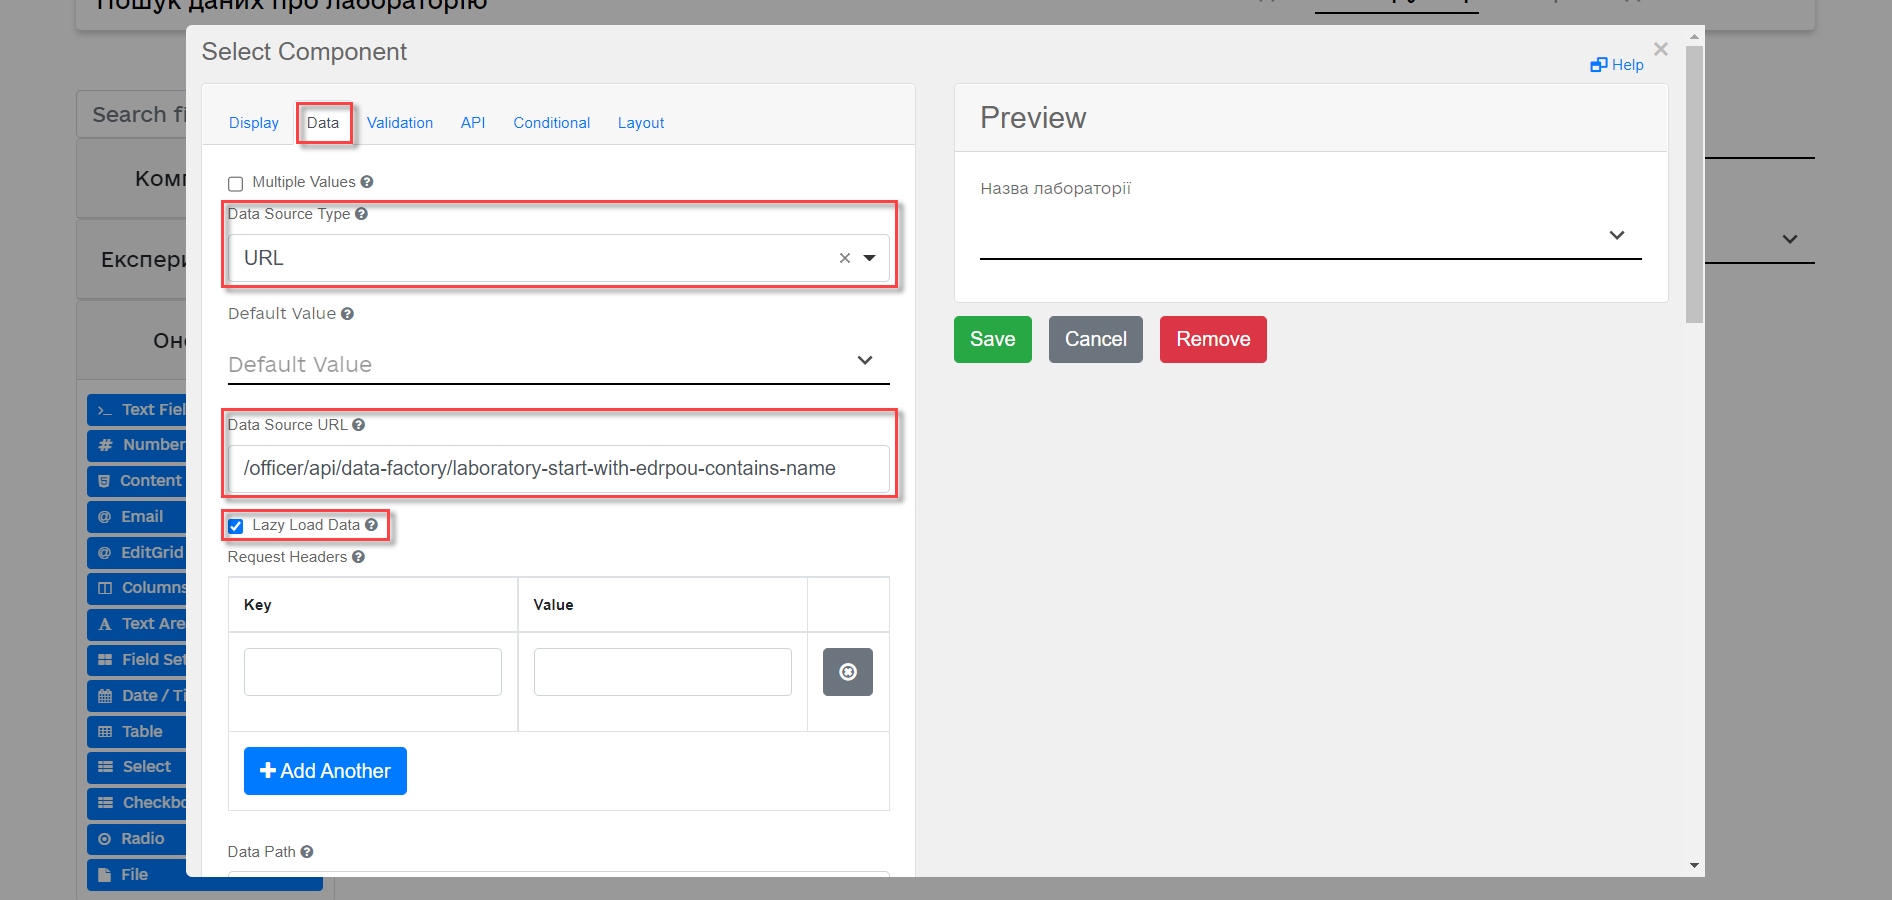 Пошук даних про лабораторію
Select Component
Help
Display
Data
Validation
API
Conditional
Layout
Multiple Values
Data Source Type
URL
Default Value
Default Value
Data Source URL
/officer/api/data-factory/laboratory-start-with-edrpou-contains-name
Lazy Load Data
Request Headers
Key
Value
Add Another
Data Path
Preview
Назва лабораторії
Save
Cancel
Remove
Search fi
Комп
Експери
Оно
Text Fiel
Number
Content
Email
EditGrid
Columns
Text Are
Field Set
Date / Ti
Table
Select
Checkbo
Radio
File